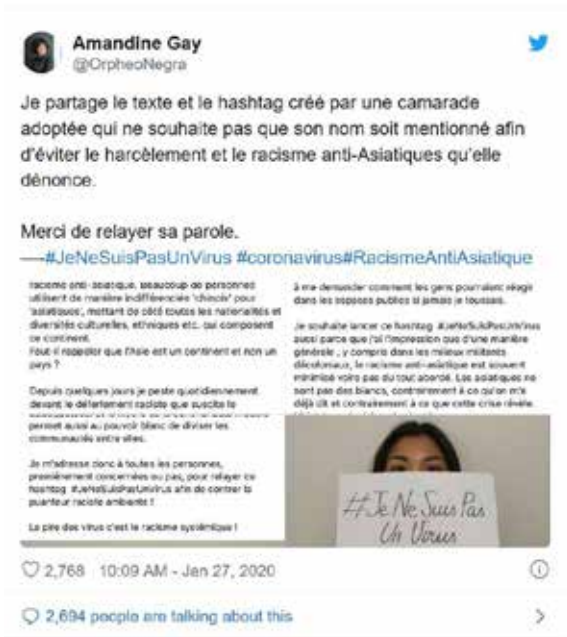 Amandine Gay
@OrpheoNegra
Je partage le texte et le hashtag créé par une camarade
adoptée qui ne souhaite pas que son nom soit mentionné afin
d'éviter le harcèlement et le racisme anti-Asiatiques qu'elle
dénonce.
Merci de relayer sa parole.
—#JeNeSuisPasUnVirus #coronavirus#RacismeAntiAsiatique
racisme anti-asiatique. Beaucoup de personnes
utilisent de manière indifférenciée 'chinois' pour
'asiatiques', mettant de côté toutes les nationalités et
diversités culturelles, ethniques etc. qui composent
ce continent.
Faut-il rappeler que l'Asie est un continent et non un
pays ?
Depuis quelques jours je peste quotidiennement
devant le déferlement raciste que suscite le
permet aussi au pouvoir blanc de diviser les
communautés entre elles.
Je m'adresse donc à toutes les personnes,
premièrement concernées ou pas, pour relayer ce
hashtag #JeNeSuisPasUnVirus afin de contrer la
puanteur raciste ambiante !
Le pire des virus c'est le racisme systémique !
à me demander comment les gens pourraient réagir
dans les espaces publics si jamais je toussais.
Je souhaite lancer ce hashtag #JeNeSuisPasUnVirus
aussi parce que j'ai l'impression que d'une manière
générale, y compris dans les milieux militants
décoloniaux, le racisme anti-asiatique est souvent
minimisé voire pas du tout abordé. Les asiatiques ne
sont pas des blancs, contrairement à ce qu'on m'a
déjà dit et contrairement à ce que cette crise révèle.
#Je Ne Suis Pas
Un Virus
2,768 10:09 AM - Jan 27, 2020
2,694 people are talking about this